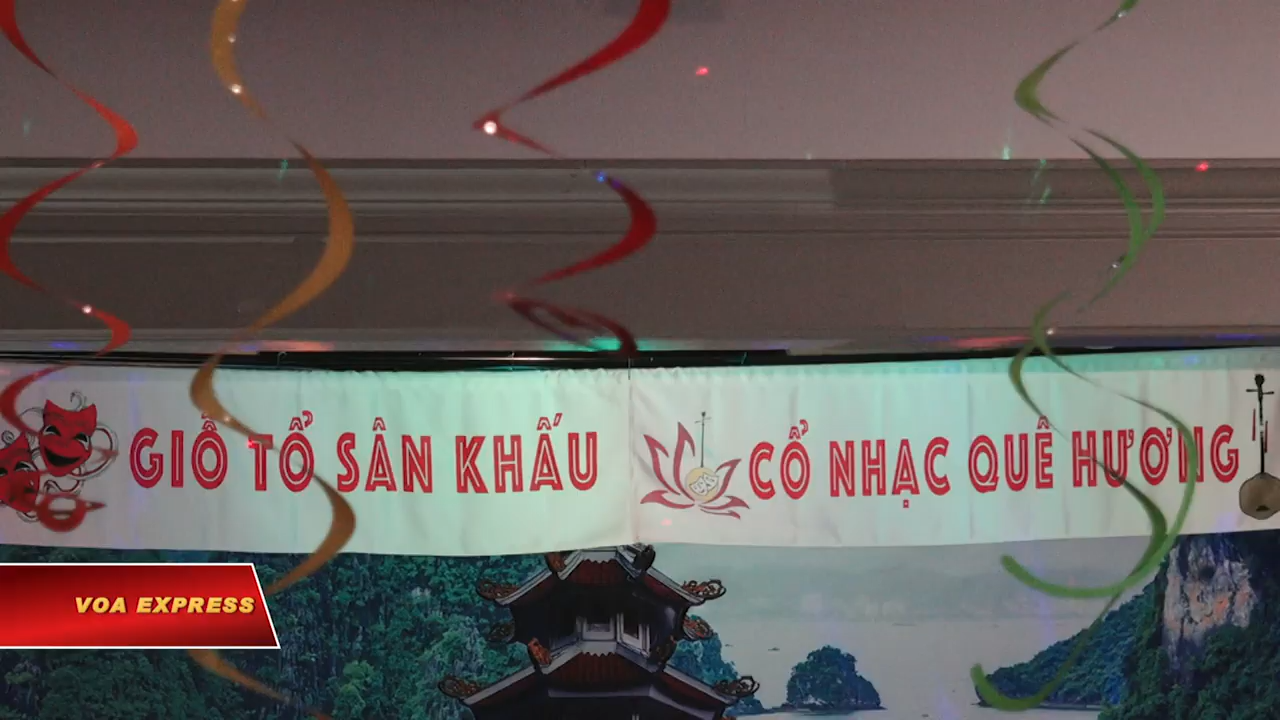 GIỖ TỔ SÂN KHẤU
CỔ NHẠC QUÊ HƯƠNG
VOA EXPRESS